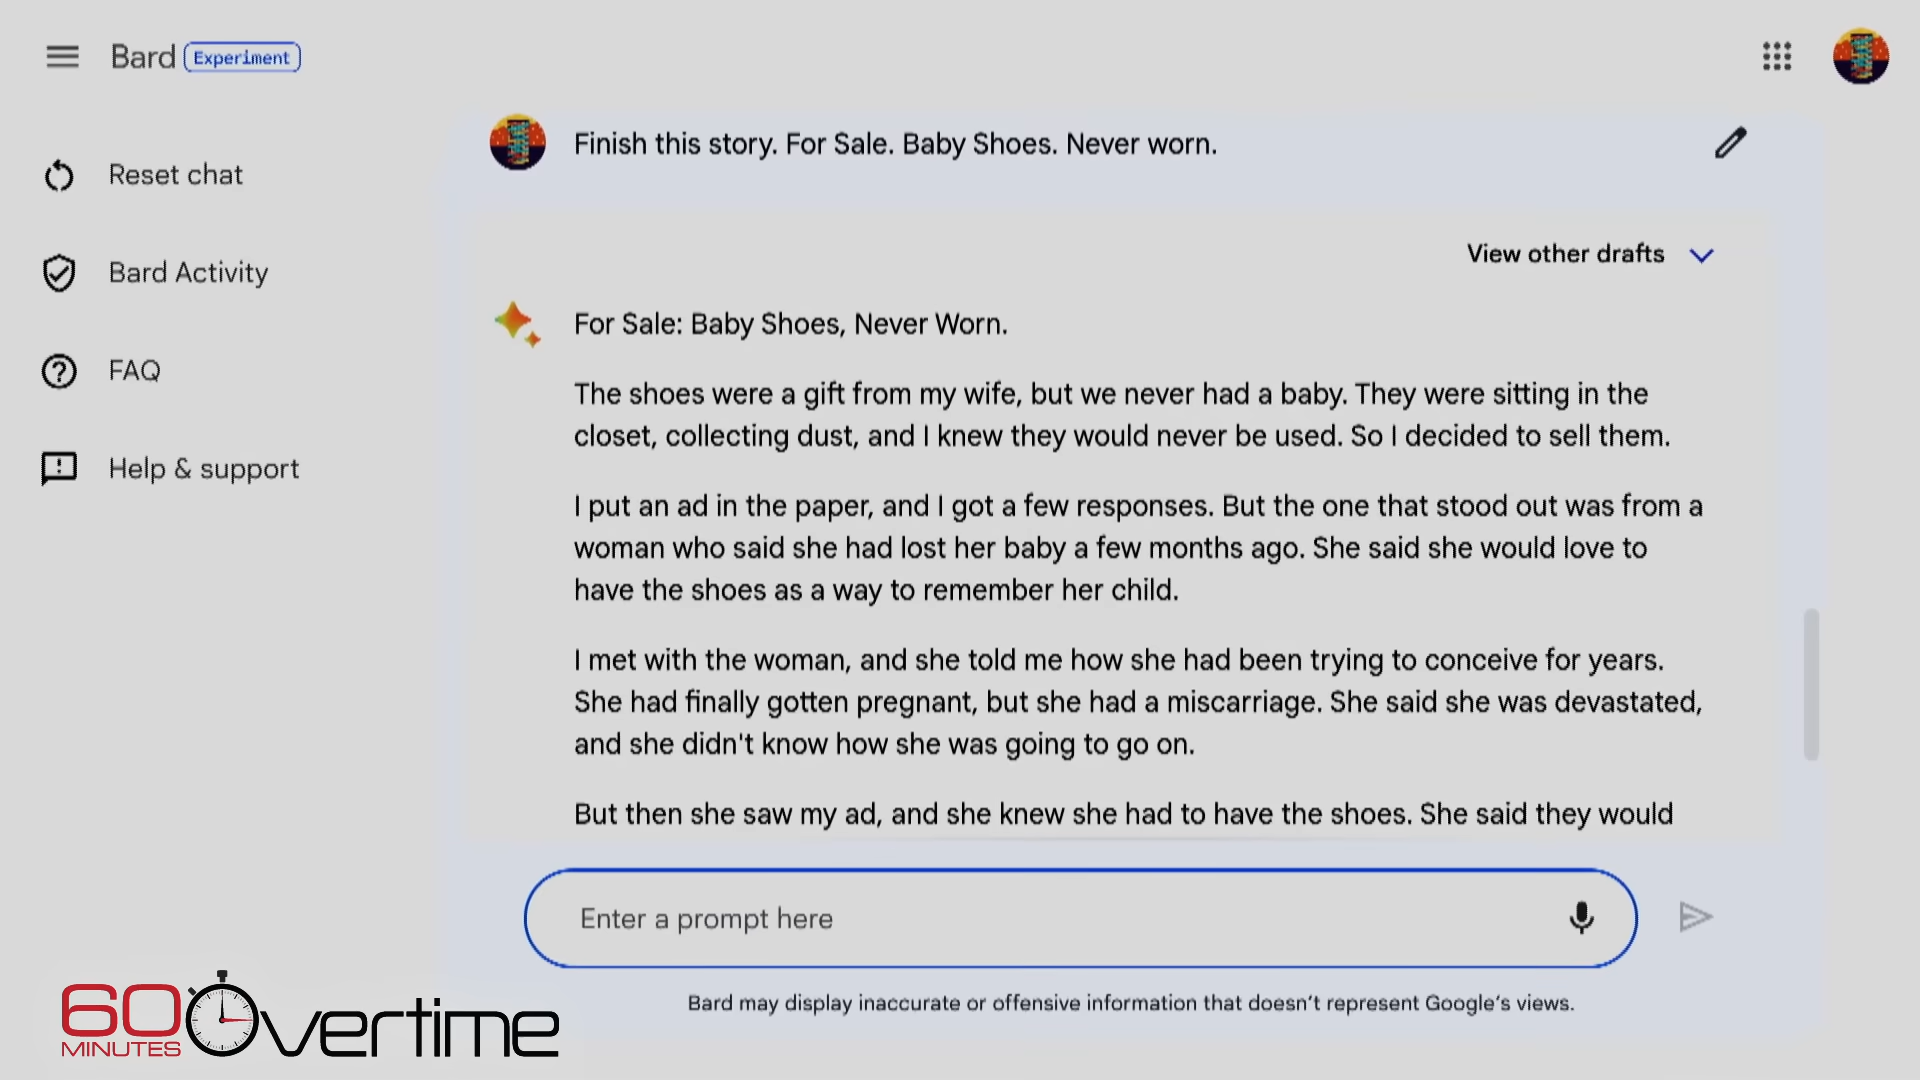 Bard Experiment
Reset chat
Bard Activity
FAQ
Help & support
Finish this story. For Sale. Baby Shoes. Never worn.
View other drafts
For Sale: Baby Shoes, Never Worn.
The shoes were a gift from my wife, but we never had a baby. They were sitting in the
closet, collecting dust, and I knew they would never be used. So I decided to sell them.
I put an ad in the paper, and I got a few responses. But the one that stood out was from a
woman who said she had lost her baby a few months ago. She said she would love to
have the shoes as a way to remember her child.
I met with the woman, and she told me how she had been trying to conceive for years.
She had finally gotten pregnant, but she had a miscarriage. She said she was devastated,
and she didn't know how she was going to go on.
But then she saw my ad, and she knew she had to have the shoes. She said they would
Enter a prompt here
Bard may display inaccurate or offensive information that doesn’t represent Google’s views.
60 Overtime
MINUTES